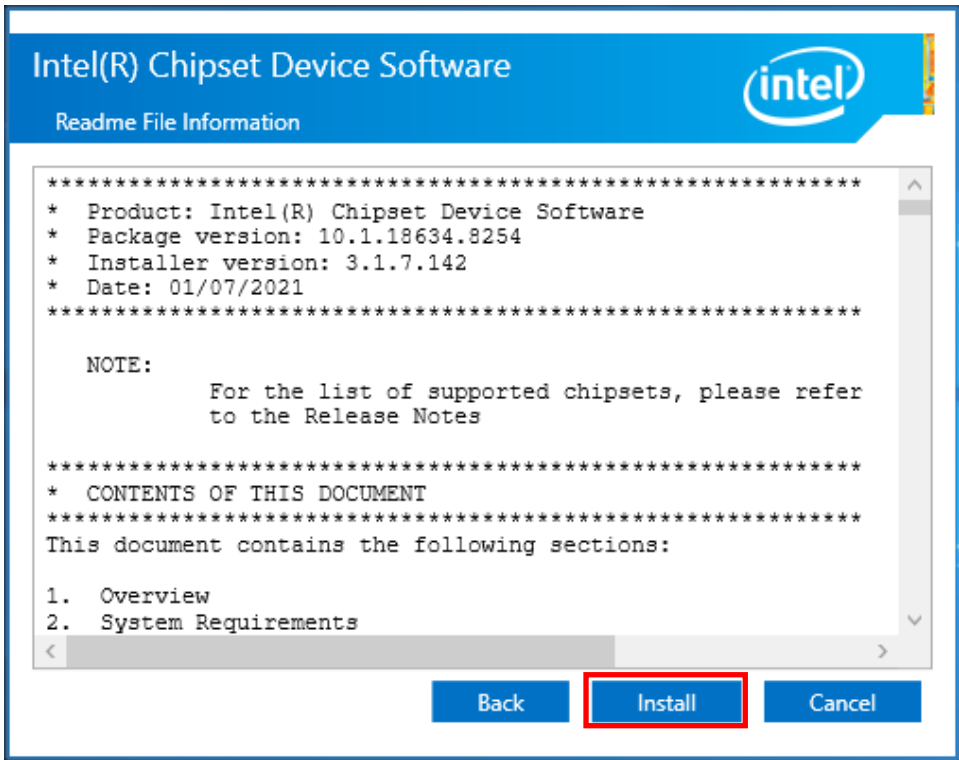 Intel(R) Chipset Device Software
intel
Readme File Information
************************************************************
*  Product: Intel(R) Chipset Device Software
*  Package version: 10.1.18634.8254
*  Installer version: 3.1.7.142
*  Date: 01/07/2021
************************************************************
NOTE:
For the list of supported chipsets, please refer
to the Release Notes
************************************************************
*  CONTENTS OF THIS DOCUMENT
************************************************************
This document contains the following sections:
1.  Overview
2.  System Requirements
Back
Install
Cancel